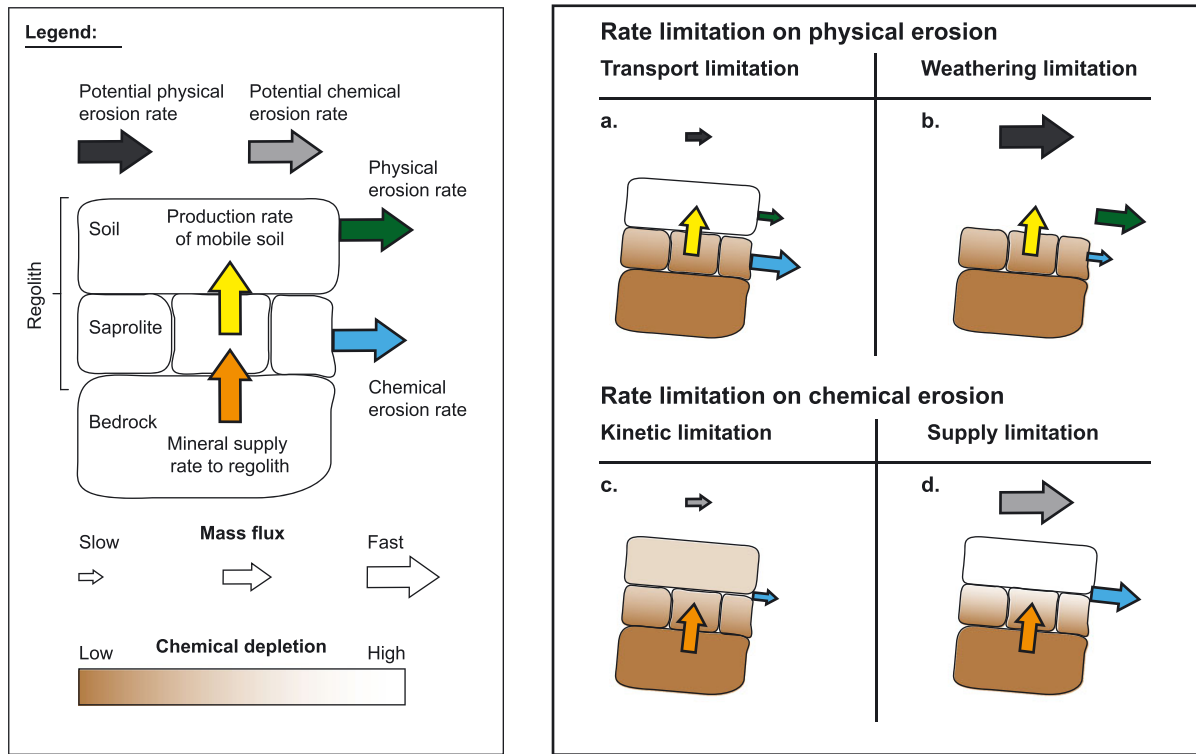 Legend:
Potential physical
erosion rate
Potential chemical
erosion rate
Physical
erosion rate
Regolith
Soil
Production rate
of mobile soil
Saprolite
Chemical
erosion rate
Bedrock
Mineral supply
rate to regolith
Slow
Mass flux
Fast
Low
Chemical depletion
High
Rate limitation on physical erosion
Transport limitation
Weathering limitation
a.
b.
Rate limitation on chemical erosion
Kinetic limitation
Supply limitation
c.
d.